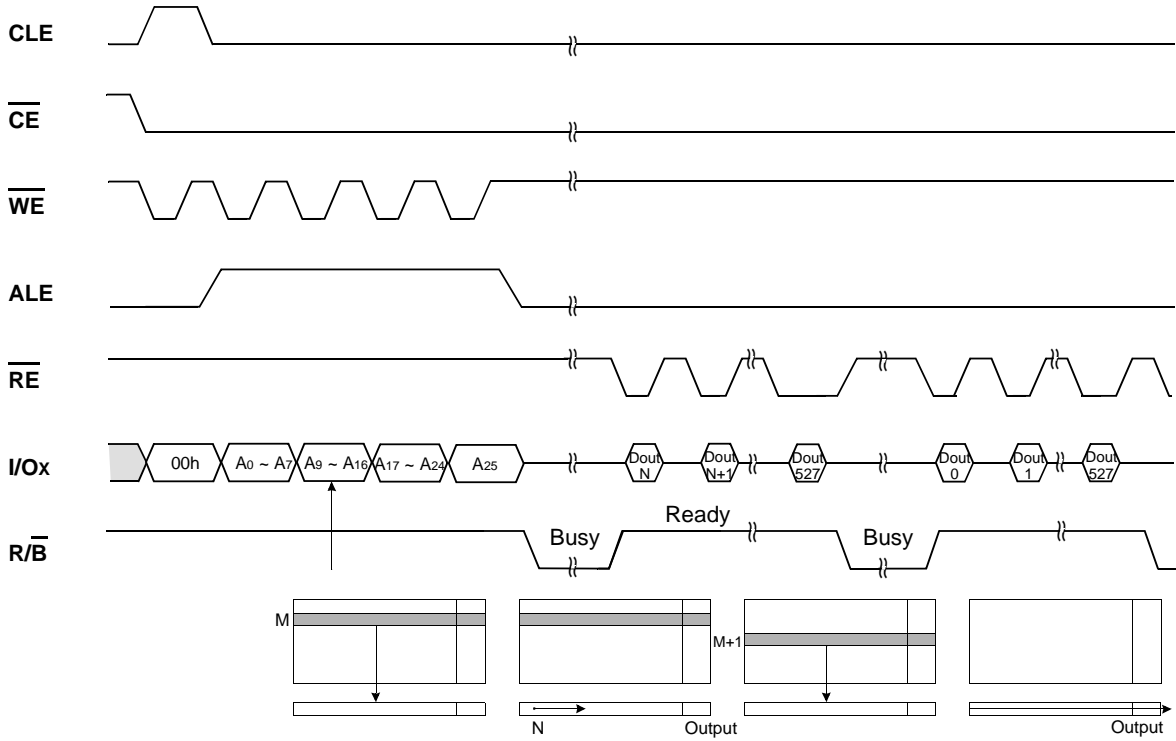 CLE
CE
WE
ALE
RE
I/Ox 00h A0 ~ A7 A9 ~ A16 A17 ~ A24 A25 Dout N Dout N+1 Dout 527 Dout 0 Dout 1 Dout 527
R/B Busy Ready Busy
M M+1
N Output Output